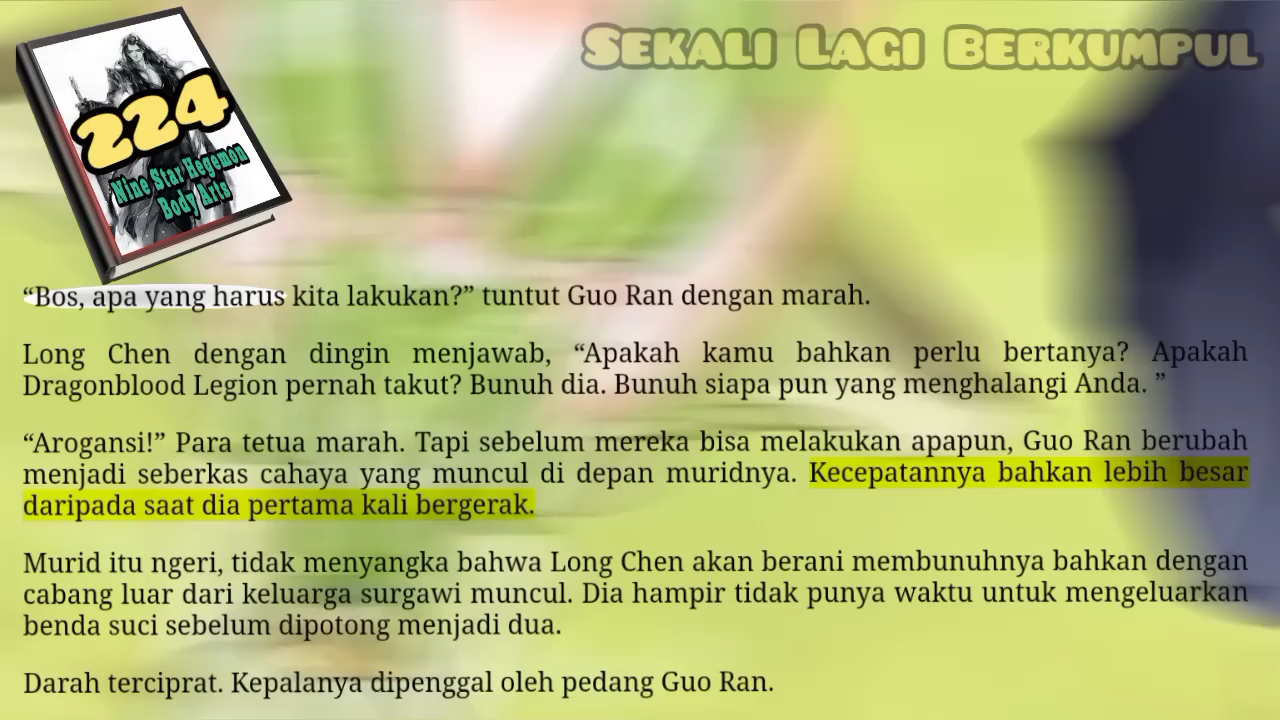 Sekali Lagi Berkumpul
224
Nine Star Hegemon
Body Arts
“Bos, apa yang harus kita lakukan?” tuntut Guo Ran dengan marah.
Long Chen dengan dingin menjawab, “Apakah kamu bahkan perlu bertanya? Apakah
Dragonblood Legion pernah takut? Bunuh dia. Bunuh siapa pun yang menghalangi Anda. ”
“Arogansi!” Para tetua marah. Tapi sebelum mereka bisa melakukan apapun, Guo Ran berubah
menjadi seberkas cahaya yang muncul di depan muridnya. Kecepatannya bahkan lebih besar
daripada saat dia pertama kali bergerak.
Murid itu ngeri, tidak menyangka bahwa Long Chen akan berani membunuhnya bahkan dengan
cabang luar dari keluarga surgawi muncul. Dia hampir tidak punya waktu untuk mengeluarkan
benda suci sebelum dipotong menjadi dua.
Darah terciprat. Kepalanya dipenggal oleh pedang Guo Ran.